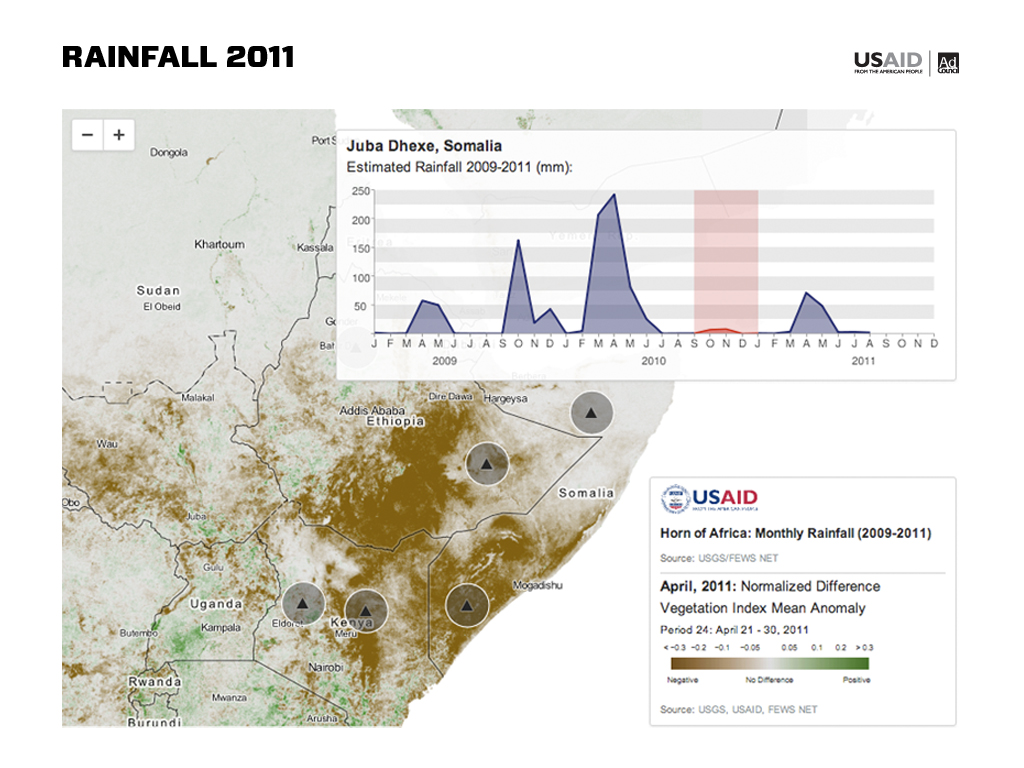 RAINFALL 2011
USAID
FROM THE AMERICAN PEOPLE
Ad
Council
− +
Dongola
Port S
Juba Dhexe, Somalia
Estimated Rainfall 2009-2011 (mm):
250
200
150
100
50
J F M A M J J A S O N D J F M A M J J A S O N D J F M A M J J A S O N D
2009 2010 2011
Khartoum
Kassala
Sudan
El Obeid
Malakal
Wau
Obo
Juba
Gulu
Uganda
Kampala
Butembo
Rwanda
Mwanza
Burundi
Arusha
Nairobi
Kenya
Meru
Eldoret
Dire Dawa
Hargeysa
Addis Ababa
Ethiopia
Somalia
Mogadishu
USAID
Horn of Africa: Monthly Rainfall (2009-2011)
Source: USGS/FEWS NET
April, 2011: Normalized Difference
Vegetation Index Mean Anomaly
Period 24: April 21 - 30, 2011
< −0.3 −0.2 −0.1 −0.05 0.05 0.1 0.2 > 0.3
Negative No Difference Positive
Source: USGS, USAID, FEWS NET